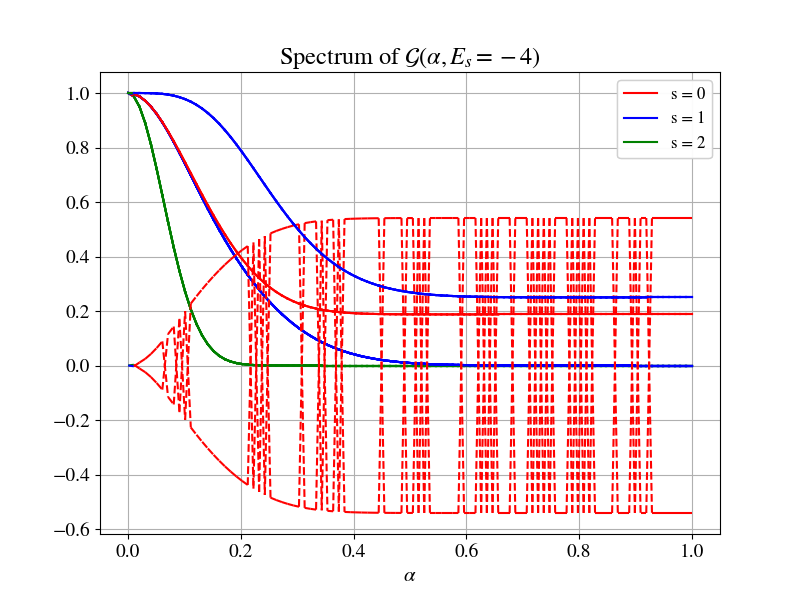 Spectrum of 𝒢(α, E_s = −4)
s = 0
s = 1
s = 2
1.0
0.8
0.6
0.4
0.2
0.0
−0.2
−0.4
−0.6
0.0 0.2 0.4 0.6 0.8 1.0
α